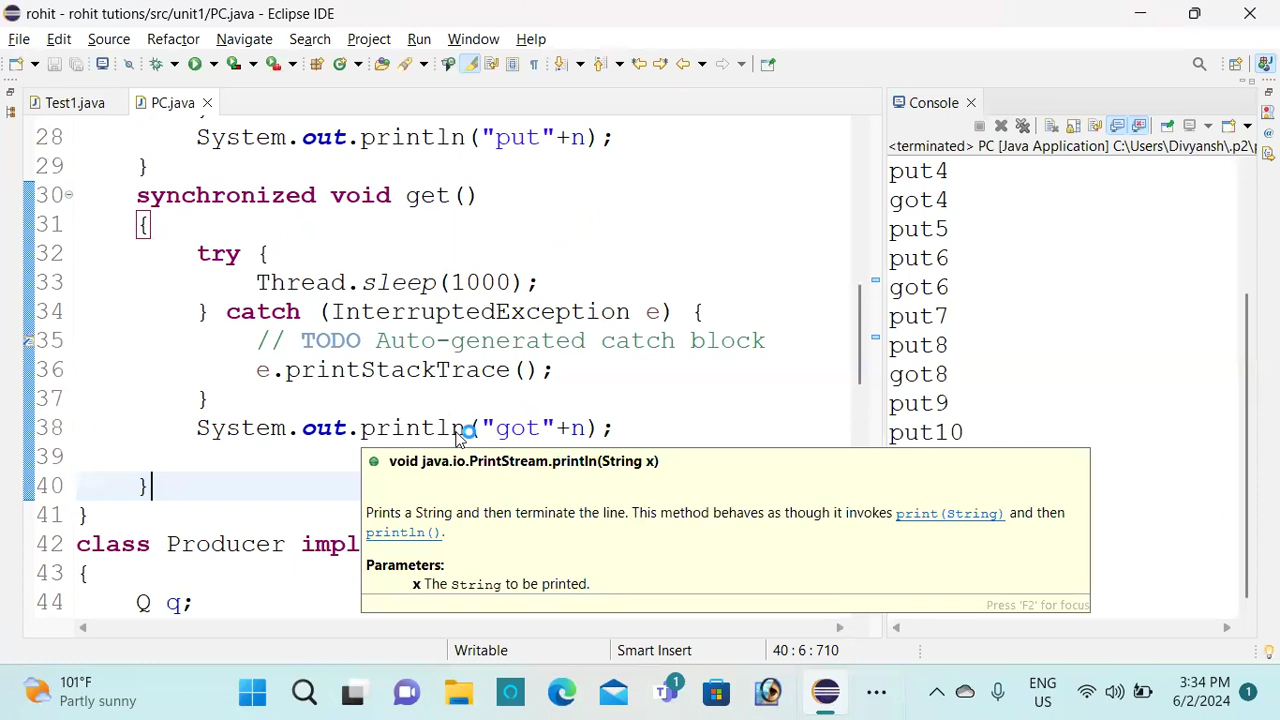 rohit - rohit tutions/src/unit1/PC.java - Eclipse IDE
File Edit Source Refactor Navigate Search Project Run Window Help
Test1.java
PC.java
28 System.out.println("put"+n);
29 }
30 synchronized void get()
31 {
32 try {
33 Thread.sleep(1000);
34 } catch (InterruptedException e) {
35 // TODO Auto-generated catch block
36 e.printStackTrace();
37 }
38 System.out.println("got"+n);
39
40 }
41 }
42 class Producer impl
43 {
44 Q q;
void java.io.PrintStream.println(String x)
Prints a String and then terminate the line. This method behaves as though it invokes print(String) and then
println().
Parameters:
x The String to be printed.
Press 'F2' for focus
Console
<terminated> PC [Java Application] C:\Users\Divyansh\.p2\p
put4
got4
put5
put6
got6
put7
put8
got8
put9
put10
Writable
Smart Insert
40 : 6 : 710
101°F
Partly sunny
1
ENG
US
3:34 PM
6/2/2024
1